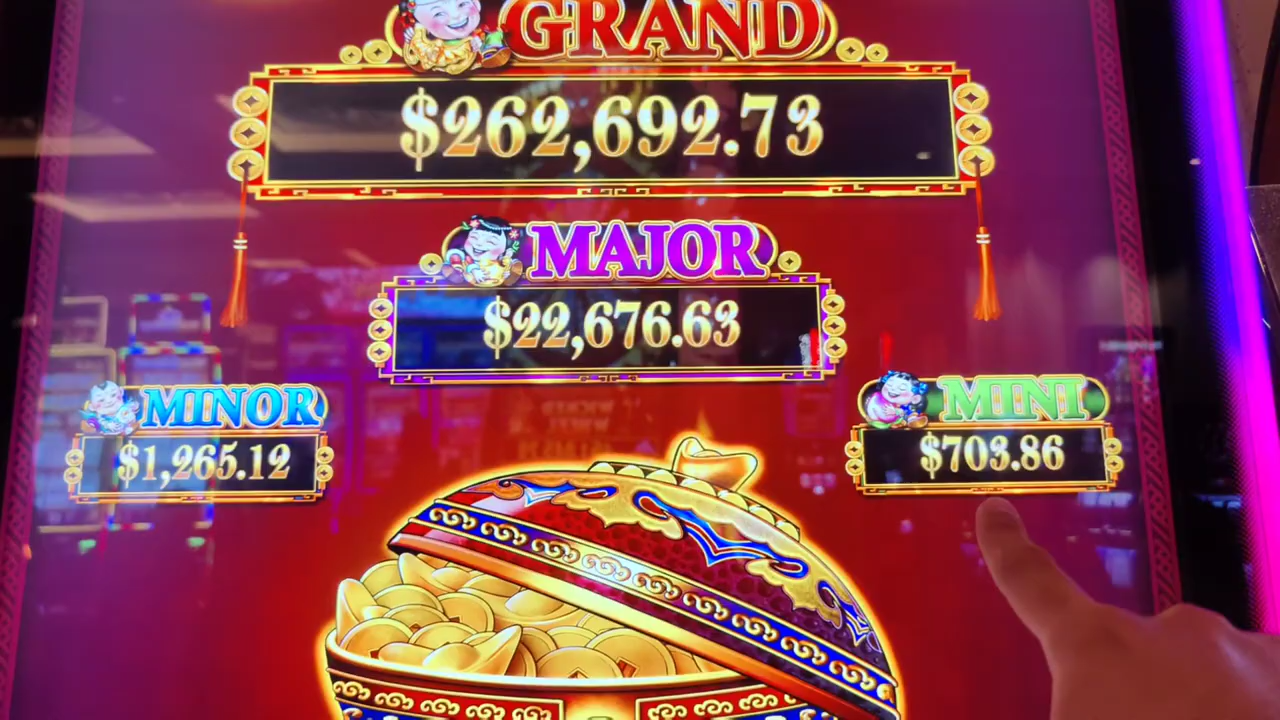 GRAND
$262,692.73
MAJOR
$22,676.63
MINOR
$1,265.12
MINI
$703.86